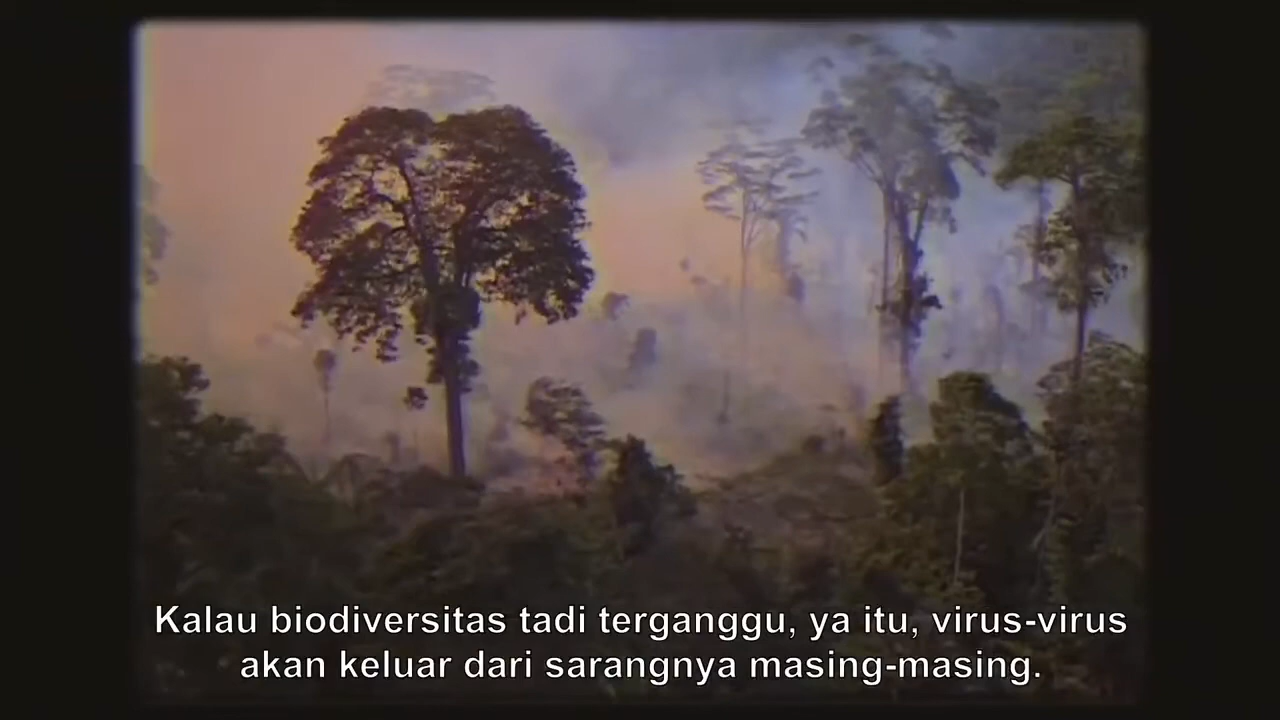 Kalau biodiversitas tadi terganggu, ya itu, virus-virus
akan keluar dari sarangnya masing-masing.